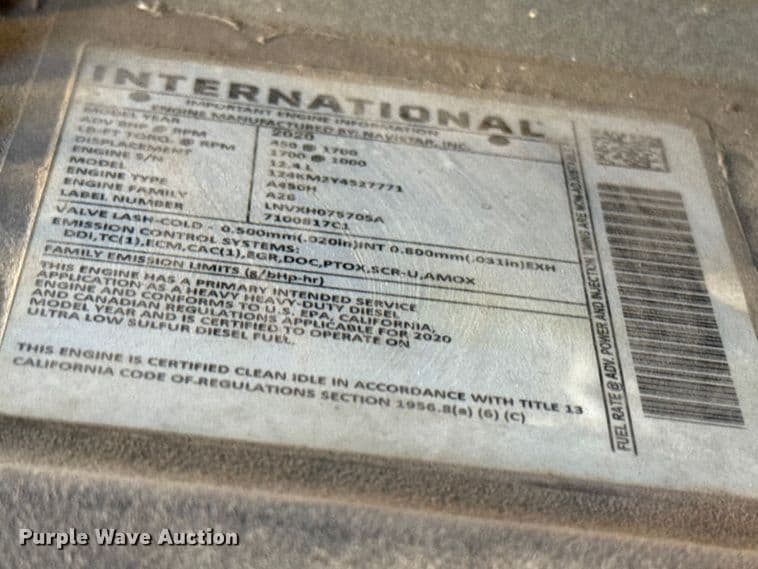 INTERNATIONAL
IMPORTANT ENGINE INFORMATION
ENGINE MANUFACTURED BY: NAVISTAR, INC.
MODEL YEAR 2020
ADV BHP @ RPM 450 @ 1700
LB-FT TORQ. @ RPM 1700 @ 1000
DISPLACEMENT 12.4 L
ENGINE S/N 124KM2Y4527771
MODEL A450H
ENGINE TYPE A26
ENGINE FAMILY LNVXH075705A
LABEL NUMBER 7100817C1
VALVE LASH-COLD - 0.500mm(.020in)INT 0.800mm(.031in)EXH
EMISSION CONTROL SYSTEMS:
DDI,TC(1),ECM,CAC(1),EGR,DOC,PTOX,SCR-U,AMOX
FAMILY EMISSION LIMITS (g/bHp-hr)
THIS ENGINE HAS A PRIMARY INTENDED SERVICE
APPLICATION AS A HEAVY HEAVY-DUTY DIESEL
ENGINE AND CONFORMS TO U.S. EPA, CALIFORNIA,
AND CANADIAN REGULATIONS APPLICABLE FOR 2020
MODEL YEAR AND IS CERTIFIED TO OPERATE ON
ULTRA LOW SULFUR DIESEL FUEL.
THIS ENGINE IS CERTIFIED CLEAN IDLE IN ACCORDANCE WITH TITLE 13
CALIFORNIA CODE OF REGULATIONS SECTION 1956.8(a) (6) (C)
FUEL RATE @ ADV. POWER AND INJECTION TIMING ARE NON-ADJUSTABLE
Purple Wave Auction